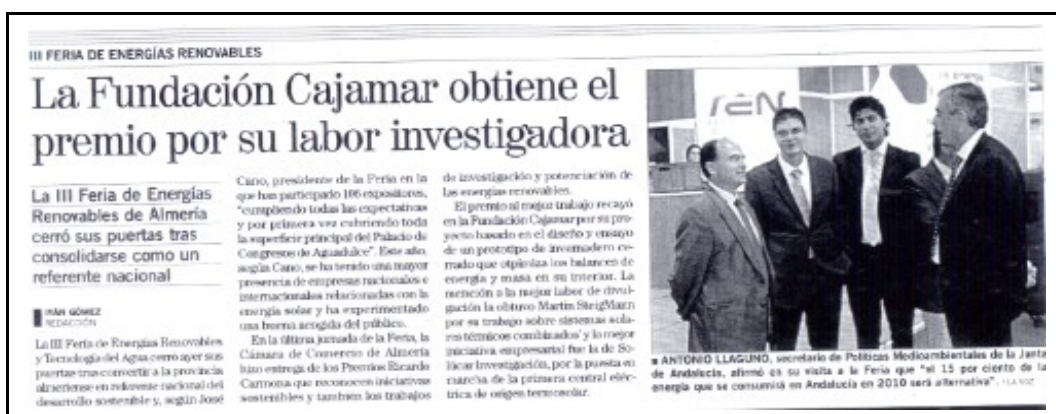 III FERIA DE ENERGÍAS RENOVABLES
La Fundación Cajamar obtiene el
premio por su labor investigadora
La III Feria de Energías
Renovables de Almería
cerró sus puertas tras
consolidarse como un
referente nacional
IVÁN GÓMEZ
REDACCIÓN
La III Feria de Energías Renovables
y Tecnología del Agua cerró ayer sus
puertas tras convertir a la provincia
almeriense en referente nacional del
desarrollo sostenible y, según José
Cano, presidente de la Feria en la
que han participado 106 expositores,
"cumpliendo todas las expectativas
y por primera vez cubriendo toda
la superficie principal del Palacio de
Congresos de Aguadulce". Este año,
según Cano, se ha tenido una mayor
presencia de empresas nacionales e
internacionales relacionadas con la
energía solar y ha experimentado
una buena acogida del público.
En la última jornada de la Feria, la
Cámara de Comercio de Almería
hizo entrega de los Premios Ricardo
Carmona que reconocen iniciativas
sostenibles y también los trabajos
de investigación y potenciación de
las energías renovables.
El premio al mejor trabajo recayó
en la Fundación Cajamar por su pro-
yecto basado en el diseño y ensayo
de un prototipo de invernadero ce-
rrado que optimiza los balances de
energía y masa en su interior. La
mención a la mejor labor de divul-
gación la obtuvo Martin
por su trabajo sobre sistemas sola-
res térmicos combinados' y la mejor
iniciativa empresarial fue la de So-
lúcar Investigación, por la puesta en
marcha de la primera central eléc-
trica de origen termosolar.
■ ANTONIO LLAGUNO, secretario de Políticas Medioambientales de la Junta
de Andalucía, afirmó en su visita a la Feria que "el 15 por ciento de la
energía que se consumirá en Andalucía en 2010 será alternativa". / LA VOZ